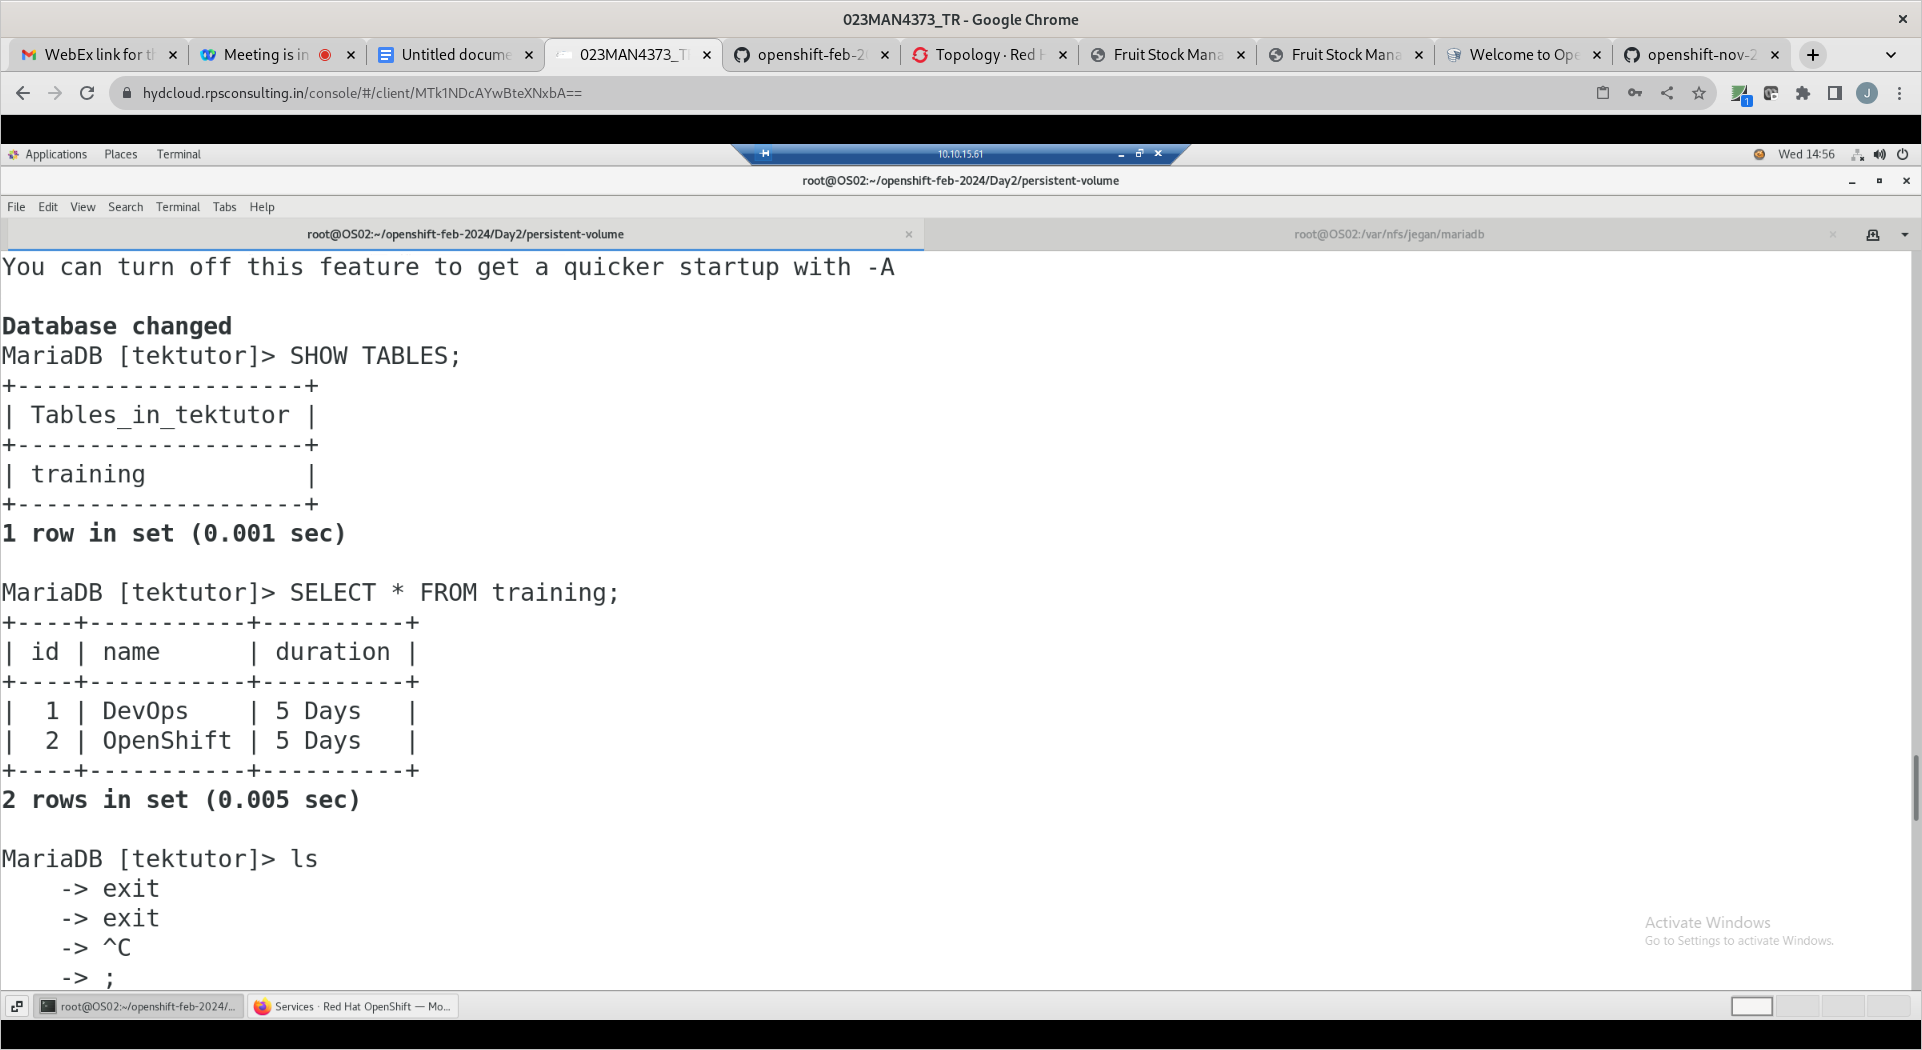 023MAN4373_TR - Google Chrome
WebEx link for th
Meeting is in
Untitled docume
023MAN4373_TR
openshift-feb-20
Topology · Red H
Fruit Stock Mana
Fruit Stock Mana
Welcome to Ope
openshift-nov-2
hydcloud.rpsconsulting.in/console/#/client/MTk1NDcAYwBteXNxbA==
1
J
Applications Places Terminal
10.10.15.61
Wed 14:56
root@OS02:~/openshift-feb-2024/Day2/persistent-volume
File Edit View Search Terminal Tabs Help
root@OS02:~/openshift-feb-2024/Day2/persistent-volume
root@OS02:/var/nfs/jegan/mariadb
You can turn off this feature to get a quicker startup with -A
Database changed
MariaDB [tektutor]> SHOW TABLES;
+--------------------+
| Tables_in_tektutor |
+--------------------+
| training           |
+--------------------+
1 row in set (0.001 sec)
MariaDB [tektutor]> SELECT * FROM training;
+----+-----------+----------+
| id | name      | duration |
+----+-----------+----------+
|  1 | DevOps    | 5 Days   |
|  2 | OpenShift | 5 Days   |
+----+-----------+----------+
2 rows in set (0.005 sec)
MariaDB [tektutor]> ls
    -> exit
    -> exit
    -> ^C
    -> ;
Activate Windows
Go to Settings to activate Windows.
root@OS02:~/openshift-feb-2024/...
Services · Red Hat OpenShift — Mo...